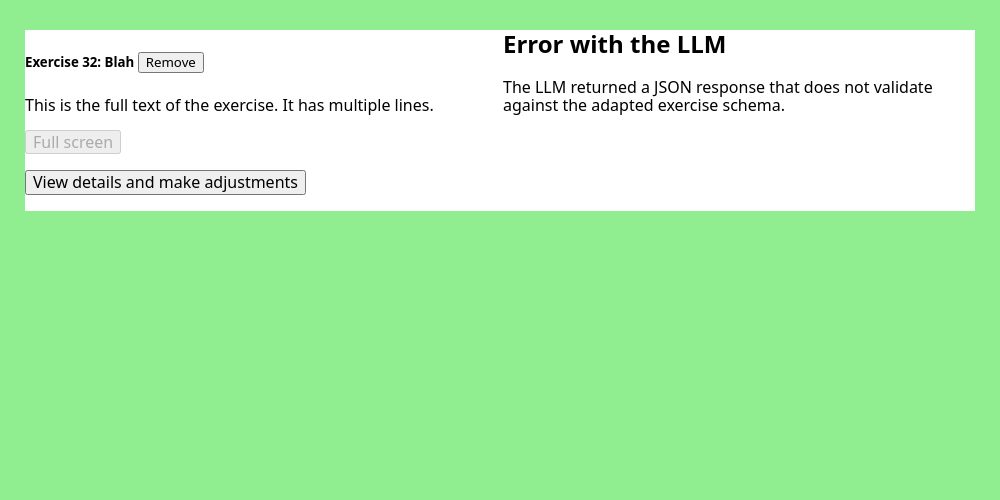 Exercise 32: Blah Remove
This is the full text of the exercise. It has multiple lines.
Full screen
View details and make adjustments
Error with the LLM
The LLM returned a JSON response that does not validate
against the adapted exercise schema.